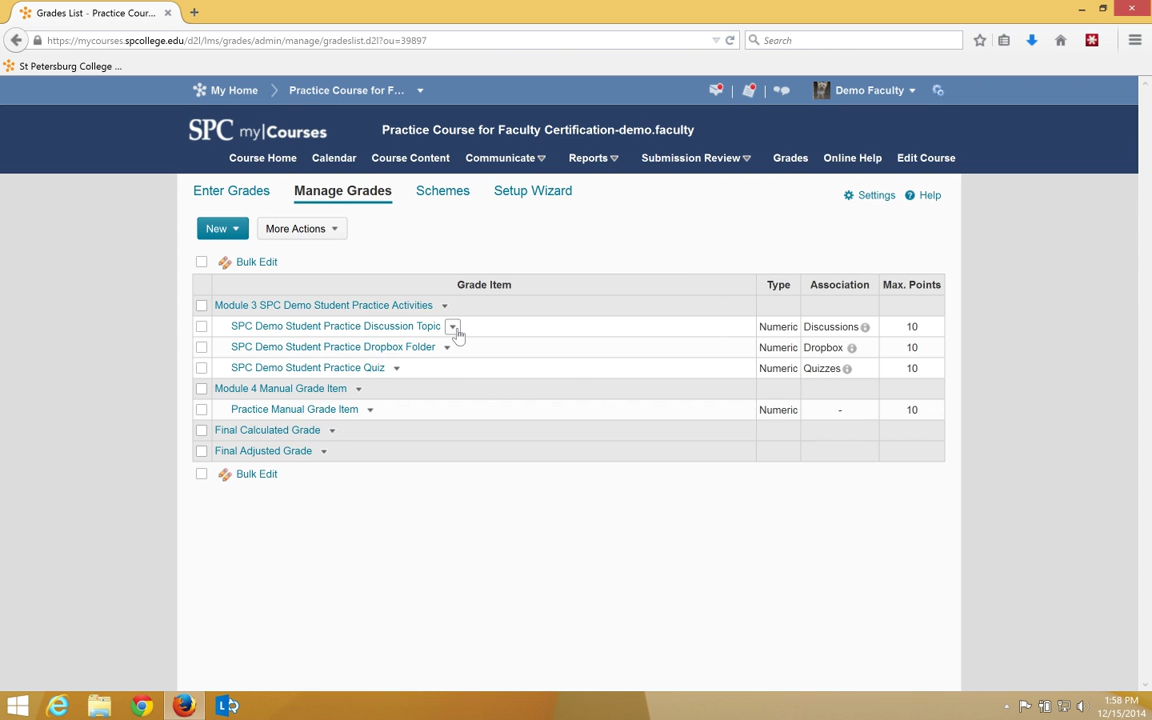 Grades List - Practice Cour...
https://mycourses.spcollege.edu/d2l/lms/grades/admin/manage/gradeslist.d2l?ou=39897
Search
St Petersburg College ...
My Home
Practice Course for F...
Demo Faculty
SPC my|Courses
Practice Course for Faculty Certification-demo.faculty
Course Home Calendar Course Content Communicate Reports Submission Review Grades Online Help Edit Course
Enter Grades Manage Grades Schemes Setup Wizard
Settings Help
New More Actions
Bulk Edit
Grade Item Type Association Max. Points
Module 3 SPC Demo Student Practice Activities
SPC Demo Student Practice Discussion Topic Numeric Discussions 10
SPC Demo Student Practice Dropbox Folder Numeric Dropbox 10
SPC Demo Student Practice Quiz Numeric Quizzes 10
Module 4 Manual Grade Item
Practice Manual Grade Item Numeric - 10
Final Calculated Grade
Final Adjusted Grade
Bulk Edit
1:58 PM
12/15/2014